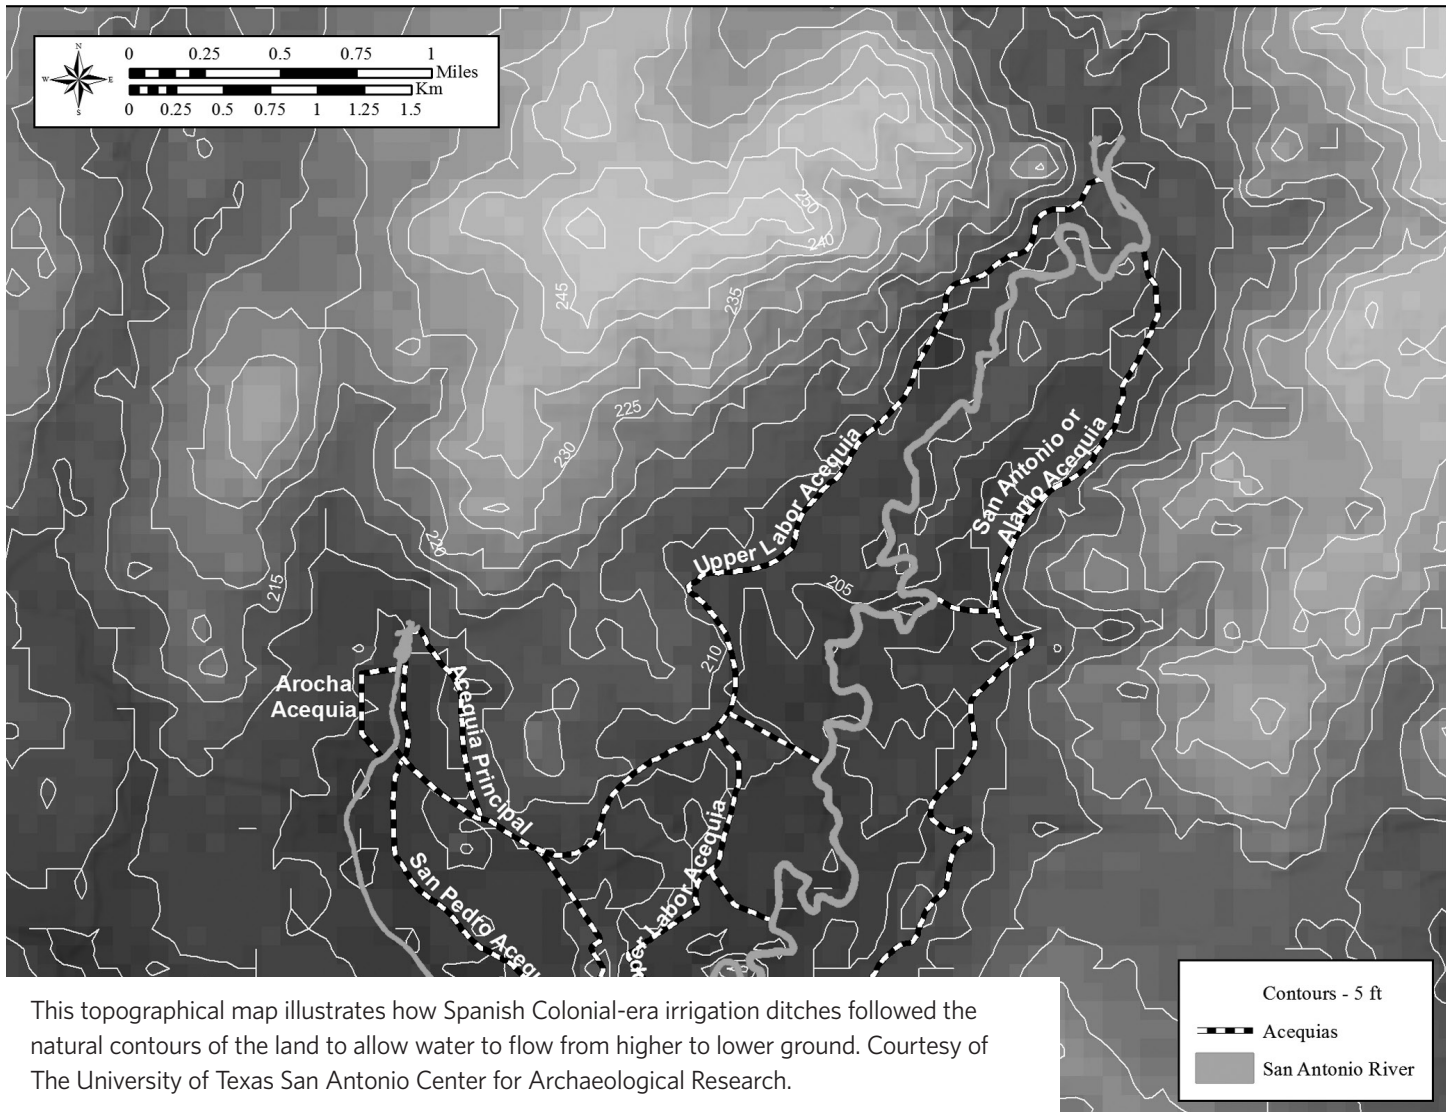 N
W E
S
0 0.25 0.5 0.75 1
Miles
Km
0 0.25 0.5 0.75 1 1.25 1.5
250
240
245
235
225
230
220
215
205
210
Upper Labor Acequia
San Antonio or
Alamo Acequia
Arocha
Acequia
Acequia Principal
San Pedro Acequ
per Labor Acequia
Contours - 5 ft
Acequias
San Antonio River
This topographical map illustrates how Spanish Colonial-era irrigation ditches followed the
natural contours of the land to allow water to flow from higher to lower ground. Courtesy of
The University of Texas San Antonio Center for Archaeological Research.